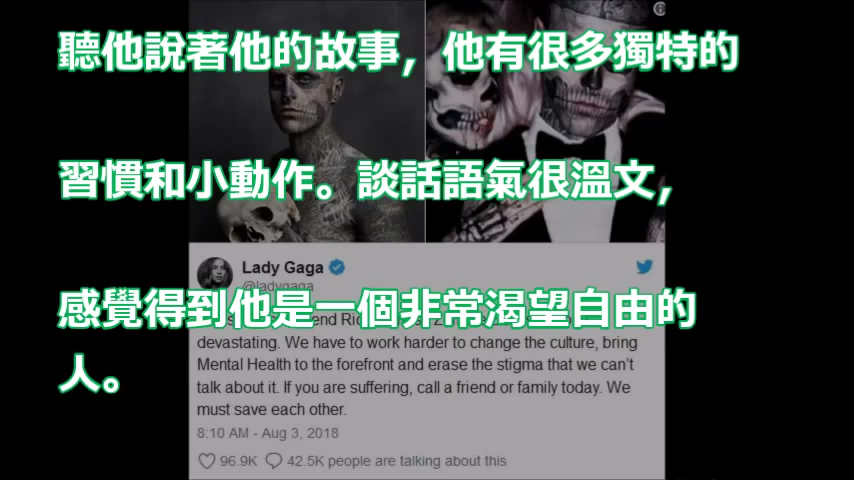 聽他說著他的故事，他有很多獨特的
習慣和小動作。談話語氣很溫文，
Lady Gaga
@ladygaga
感覺得到他是一個非常渴望自由的
end
devastating. We have to work harder to change the culture, bring
Mental Health to the forefront and erase the stigma that we can't
人。
talk about it. If you are suffering, call a friend or family today. We
must save each other.
8:10 AM - Aug 3, 2018
96.9K 42.5K people are talking about this